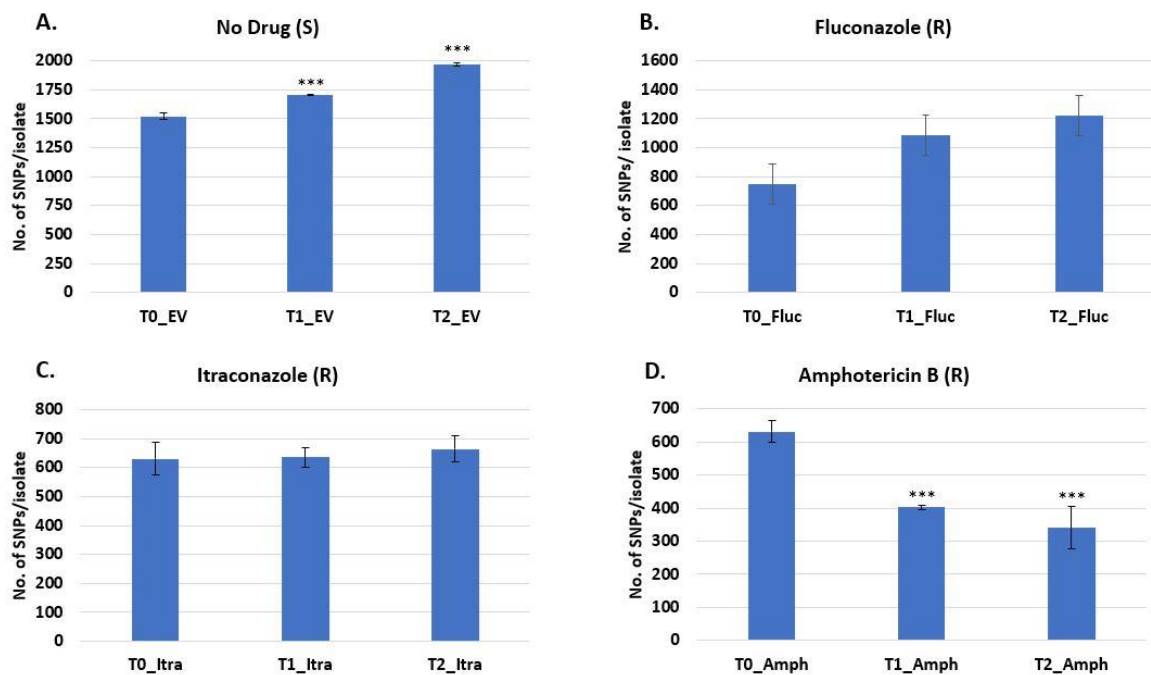 A.
No Drug (S)
No. of SNPs/isolate
2000
1750
1500
1250
1000
750
500
250
0
***
***
T0_EV T1_EV T2_EV
B.
Fluconazole (R)
No. of SNPs/ isolate
1600
1400
1200
1000
800
600
400
200
0
T0_Fluc T1_Fluc T2_Fluc
C.
Itraconazole (R)
No. of SNPs/isolate
800
700
600
500
400
300
200
100
0
T0_Itra T1_Itra T2_Itra
D.
Amphotericin B (R)
No. of SNPs/isolate
700
600
500
400
300
200
100
0
*** ***
T0_Amph T1_Amph T2_Amph